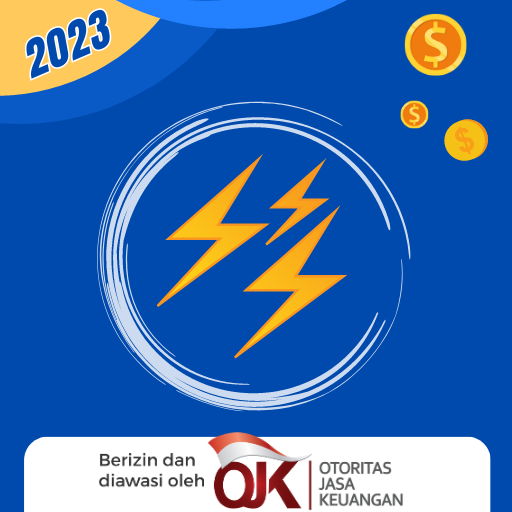 2023
$
$
$
Berizin dan
diawasi oleh
OJK
OTORITAS
JASA
KEUANGAN